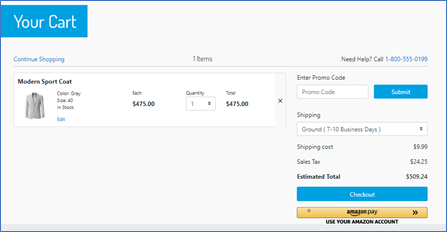 Your Cart
Continue Shopping
1 Items
Need Help? Call 1-800-555-0199
Modern Sport Coat
Color: Gray
Size: 40
In Stock
Edit
Each
$475.00
Quantity
1
Total
$475.00
×
Enter Promo Code
Promo Code
Submit
Shipping
Ground ( 7-10 Business Days )
Shipping cost $9.99
Sales Tax $24.25
Estimated Total $509.24
Checkout
amazon pay
USE YOUR AMAZON ACCOUNT